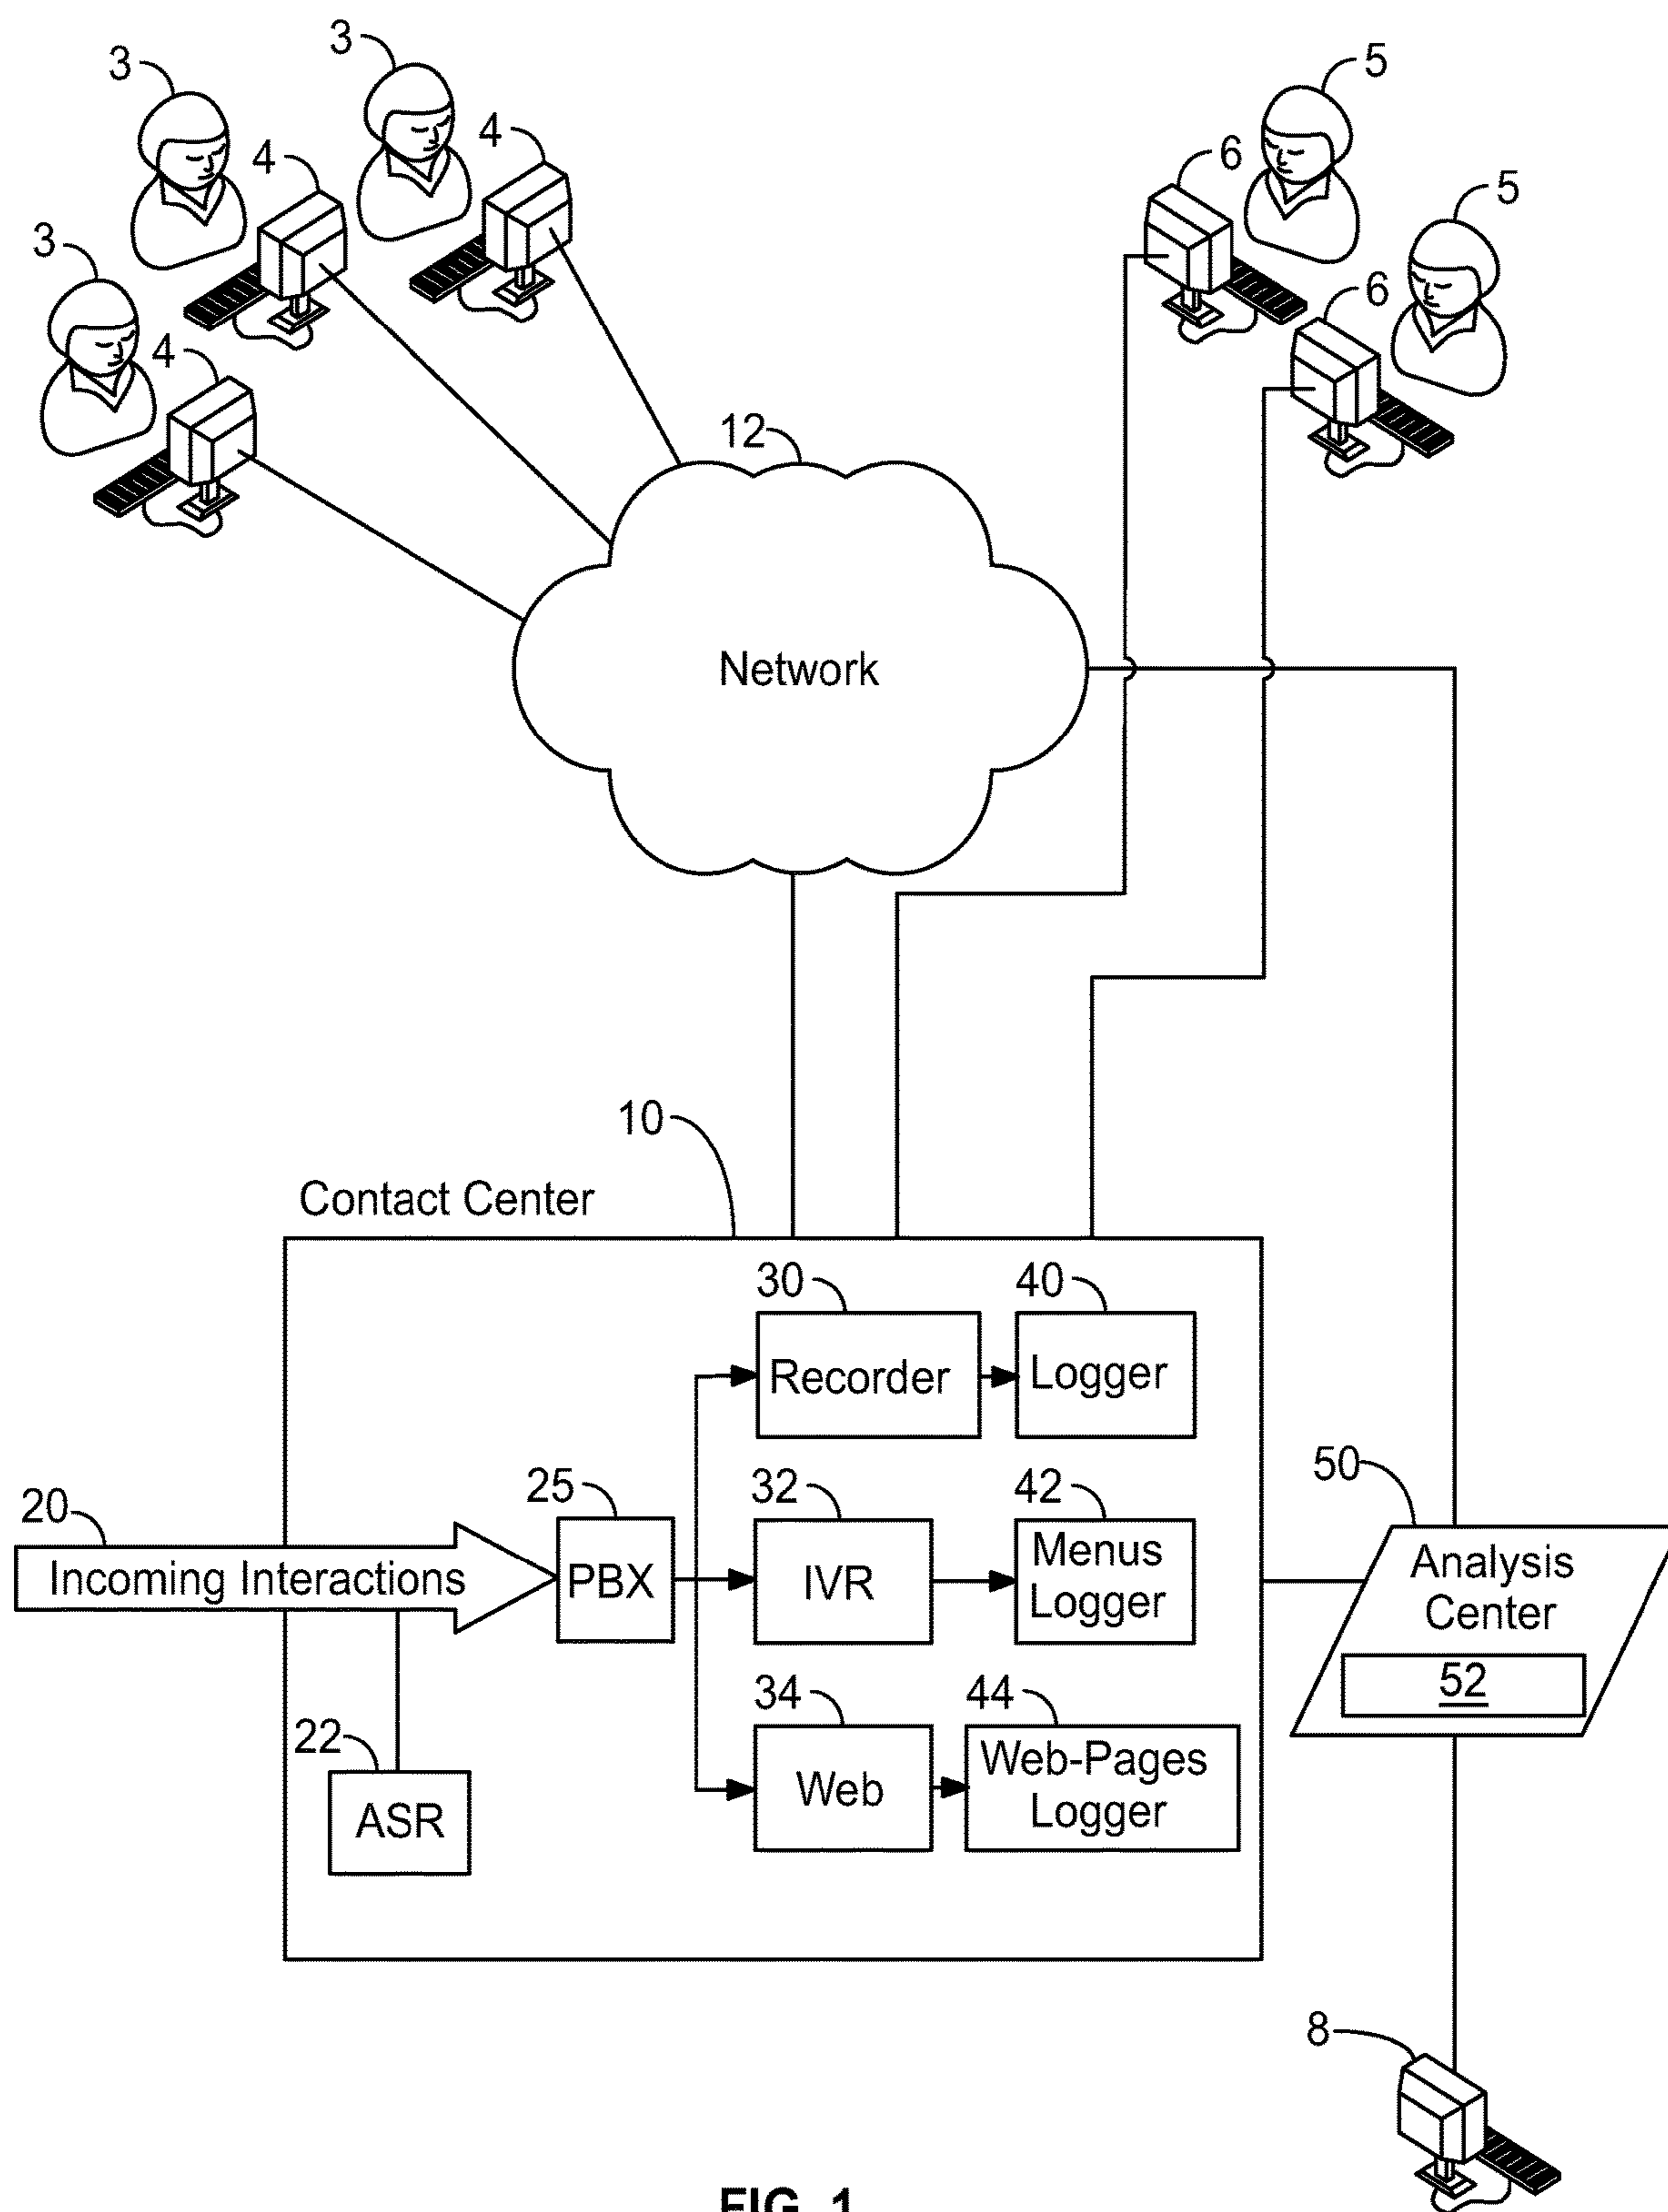 3
3
5
4
4
6
5
3
6
4
12
Network
10
Contact Center
30
40
Recorder
Logger
50
20
25
32
42
Incoming Interactions
PBX
IVR
Menus
Logger
Analysis
Center
52
22
34
44
ASR
Web
Web-Pages
Logger
8
FIG. 1